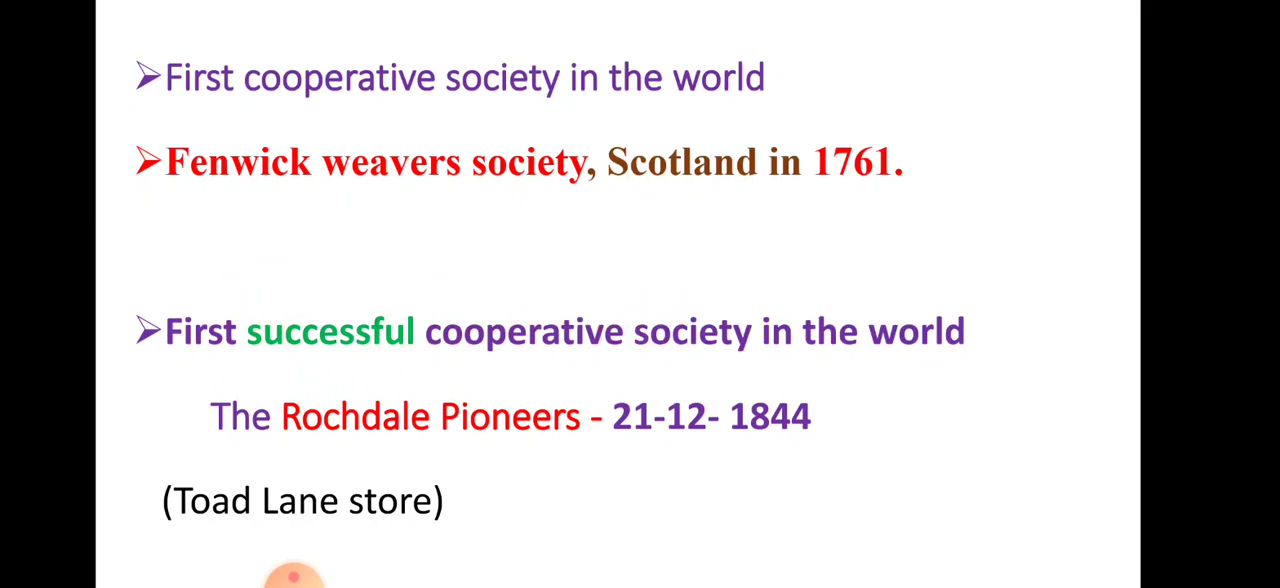 ➢First cooperative society in the world
➢Fenwick weavers society, Scotland in 1761.
➢First successful cooperative society in the world
The Rochdale Pioneers - 21-12- 1844
(Toad Lane store)